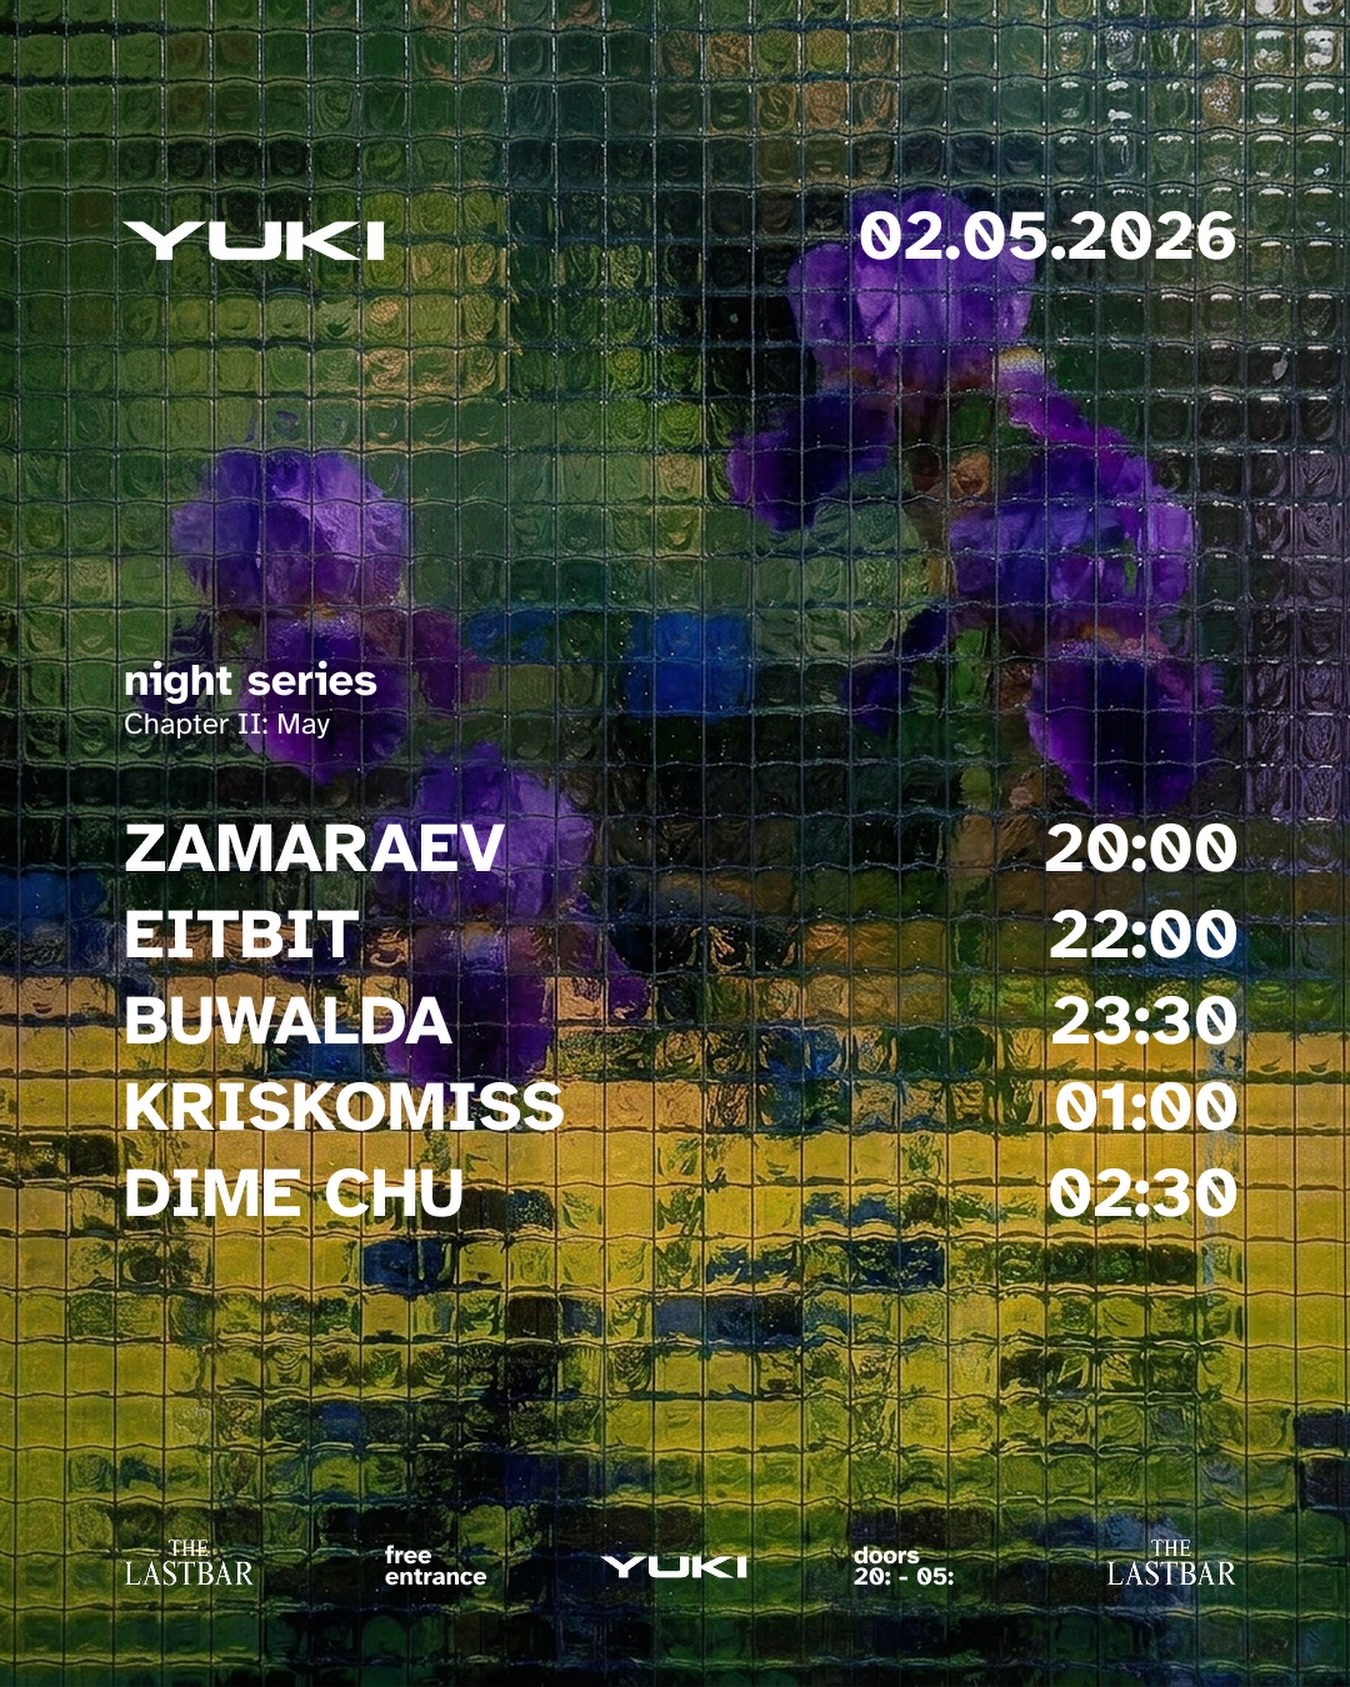 YUKI
02.05.2026
night series
Chapter II: May
ZAMARAEV 20:00
EITBIT 22:00
BUWALDA 23:30
KRISKOMISS 01:00
DIME CHU 02:30
THE
LASTBAR
free
entrance
YUKI
doors
20: - 05:
THE
LASTBAR